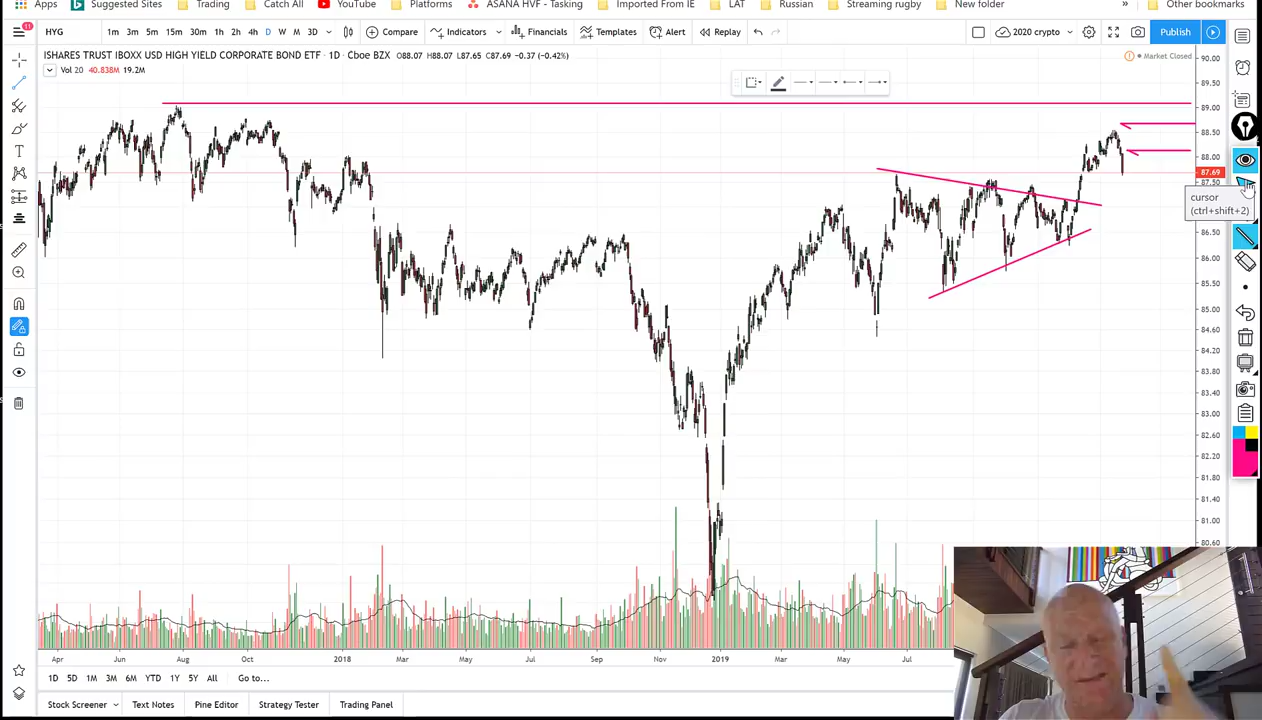 Apps Suggested Sites Trading Catch All YouTube Platforms ASANA HVF - Tasking Imported From IE LAT Russian Streaming rugby New folder » Other bookmarks
11
HYG 1m 3m 5m 15m 30m 1h 2h 4h D W M 3D Compare Indicators Financials Templates Alert Replay 2020 crypto Publish
ISHARES TRUST IBOXX USD HIGH YIELD CORPORATE BOND ETF · 1D · Cboe BZX O88.07 H88.07 L87.65 C87.69 -0.37 (-0.42%)
Market Closed
Vol 20 40.838M 19.2M
90.00
89.50
89.00
88.50
88.00
87.69
87.50
86.50
86.00
85.50
85.00
84.60
84.20
83.80
83.40
83.00
82.60
82.20
81.80
81.40
81.00
80.60
cursor
(ctrl+shift+2)
Apr Jun Aug Oct 2018 Mar May Jul Sep Nov 2019 Mar May Jul
1D 5D 1M 3M 6M YTD 1Y 5Y All Go to...
Stock Screener Text Notes Pine Editor Strategy Tester Trading Panel